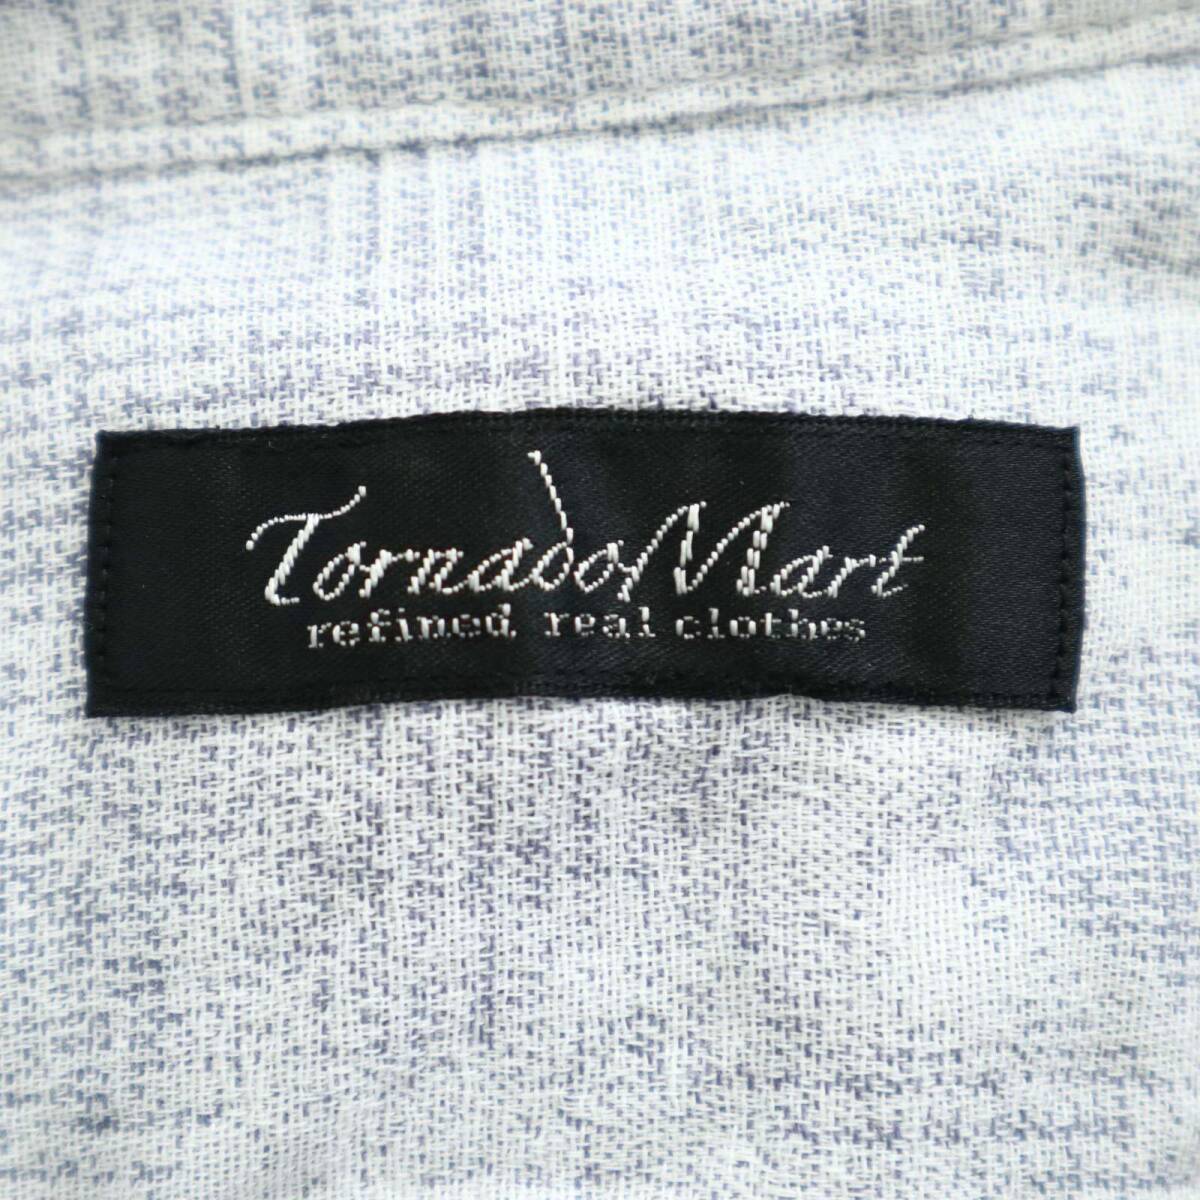 TornadoMart
refined real clothes